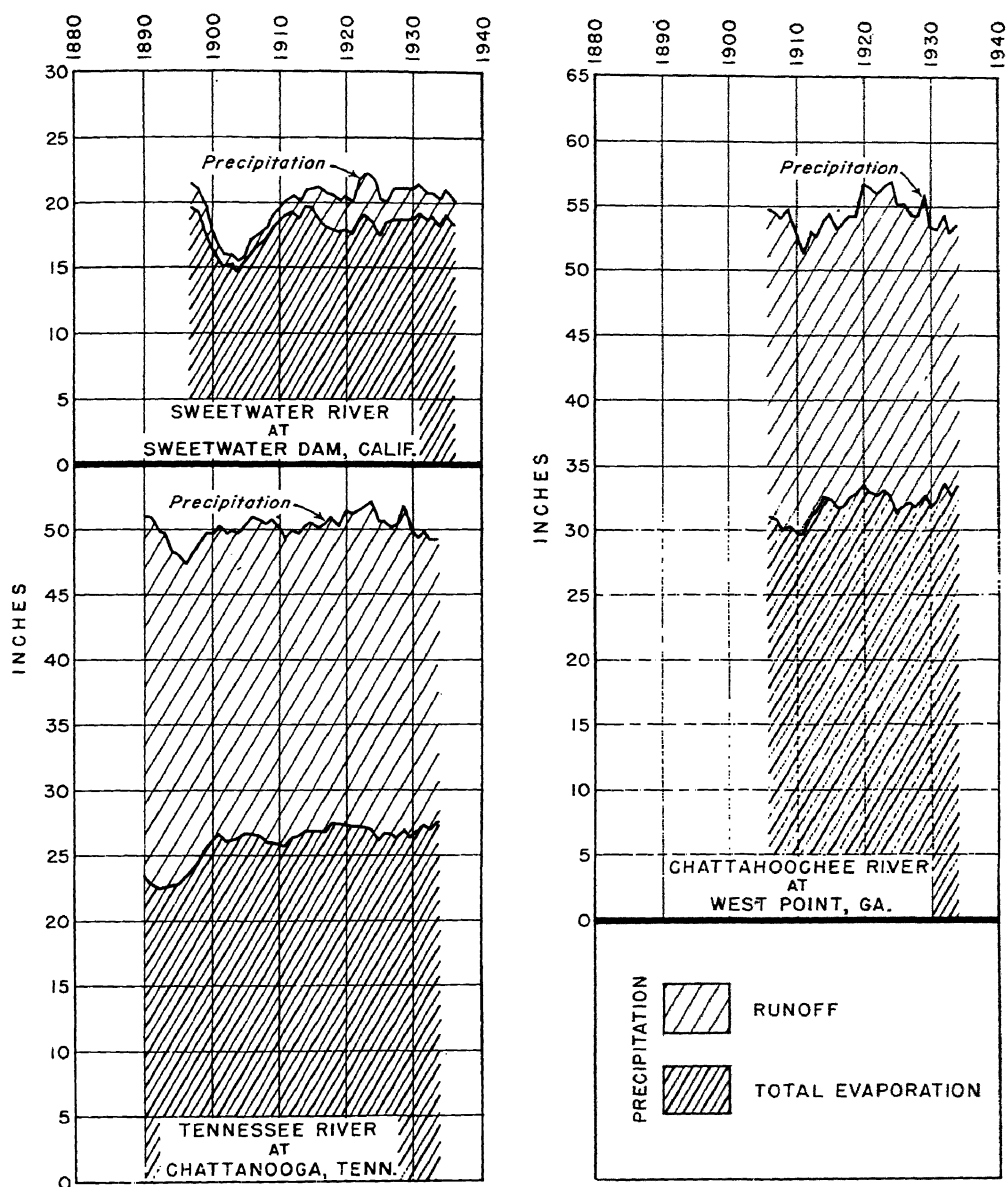 1880
1890
1900
1910
1920
1930
1940
30
25
20
15
10
5
0
Precipitation
SWEETWATER RIVER
AT
SWEETWATER DAM, CALIF.
INCHES
50
45
40
35
30
25
20
15
10
5
0
Precipitation
TENNESSEE RIVER
AT
CHATTANOOGA, TENN.
1880
1890
1900
1910
1920
1930
1940
65
60
55
50
45
40
35
30
25
20
15
10
5
0
INCHES
Precipitation
CHATTAHOOCHEE RIVER
AT
WEST POINT, GA.
PRECIPITATION
RUNOFF
TOTAL EVAPORATION